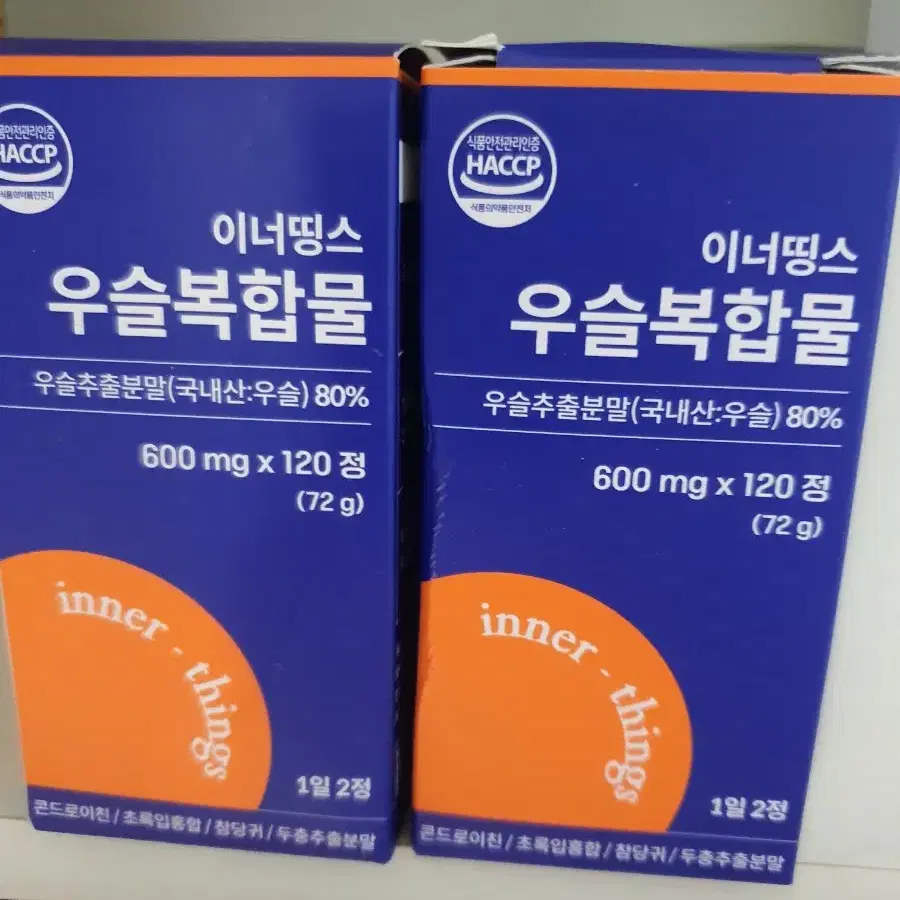 식품안전관리인증
HACCP
식품의약품안전처
이너띵스
우슬복합물
우슬추출분말(국내산:우슬) 80%
600 mg x 120 정
(72 g)
inner - things
1일 2정
콘드로이친 / 초록입홍합 / 참당귀 / 두충추출분말
식품안전관리인증
HACCP
식품의약품안전처
이너띵스
우슬복합물
우슬추출분말(국내산:우슬) 80%
600 mg x 120 정
(72 g)
inner - things
1일 2정
콘드로이친 / 초록입홍합 / 참당귀 / 두충추출분말